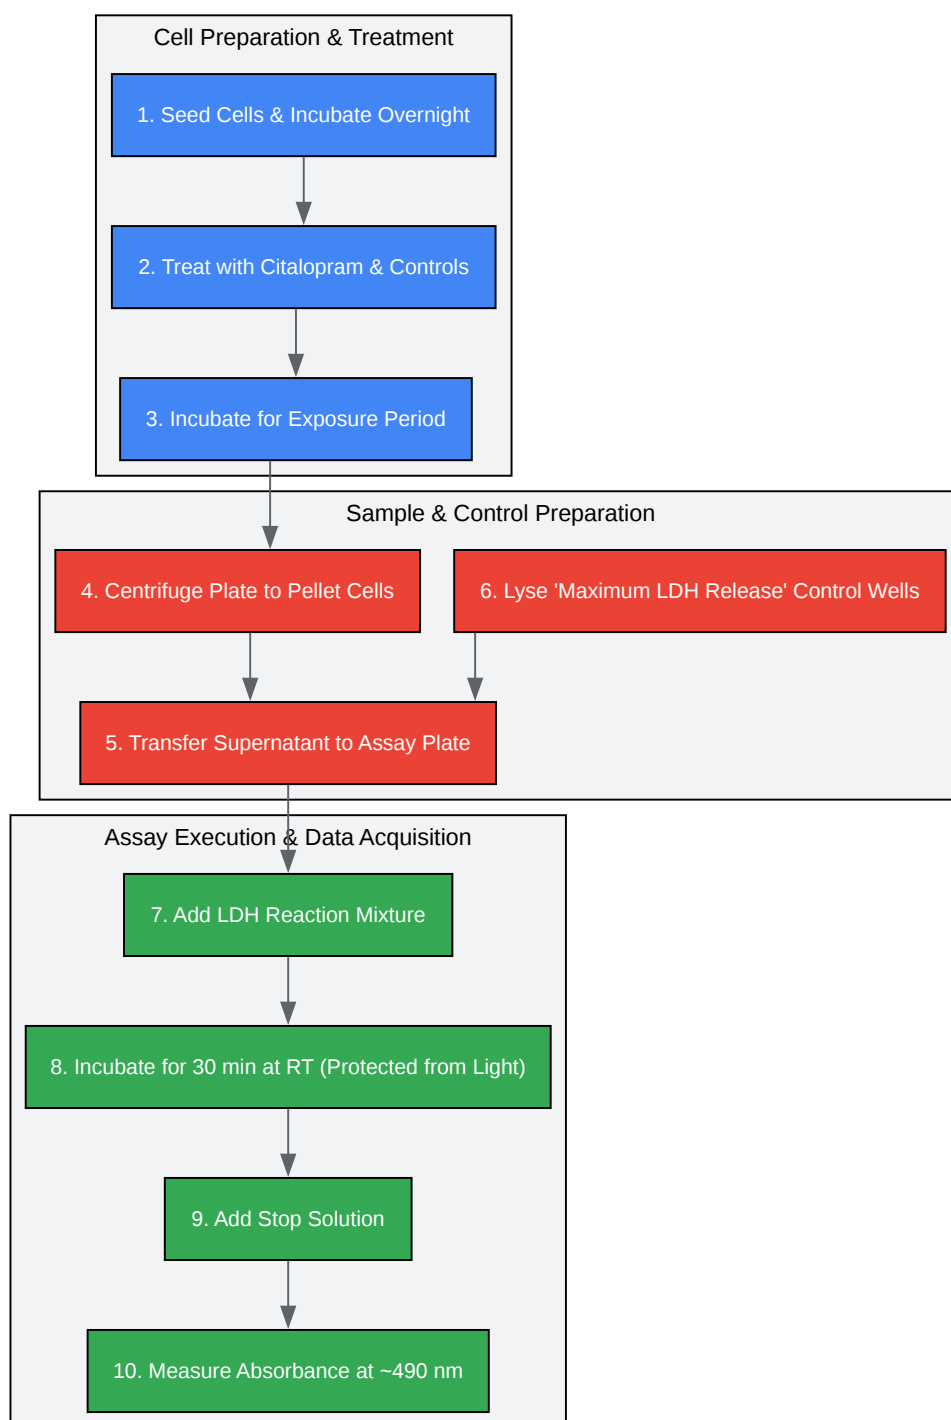 Cell Preparation & Treatment
1. Seed Cells & Incubate Overnight
2. Treat with Citalopram & Controls
3. Incubate for Exposure Period
Sample & Control Preparation
4. Centrifuge Plate to Pellet Cells
6. Lyse 'Maximum LDH Release' Control Wells
5. Transfer Supernatant to Assay Plate
Assay Execution & Data Acquisition
7. Add LDH Reaction Mixture
8. Incubate for 30 min at RT (Protected from Light)
9. Add Stop Solution
10. Measure Absorbance at ~490 nm